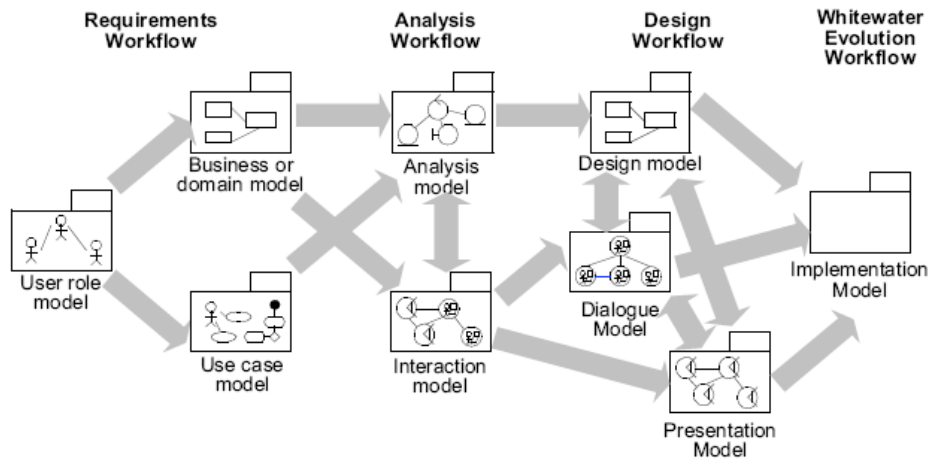 Requirements
Workflow
Analysis
Workflow
Design
Workflow
Whitewater
Evolution
Workflow
Business or
domain model
Analysis
model
Design model
User role
model
Use case
model
Interaction
model
Dialogue
Model
Implementation
Model
Presentation
Model